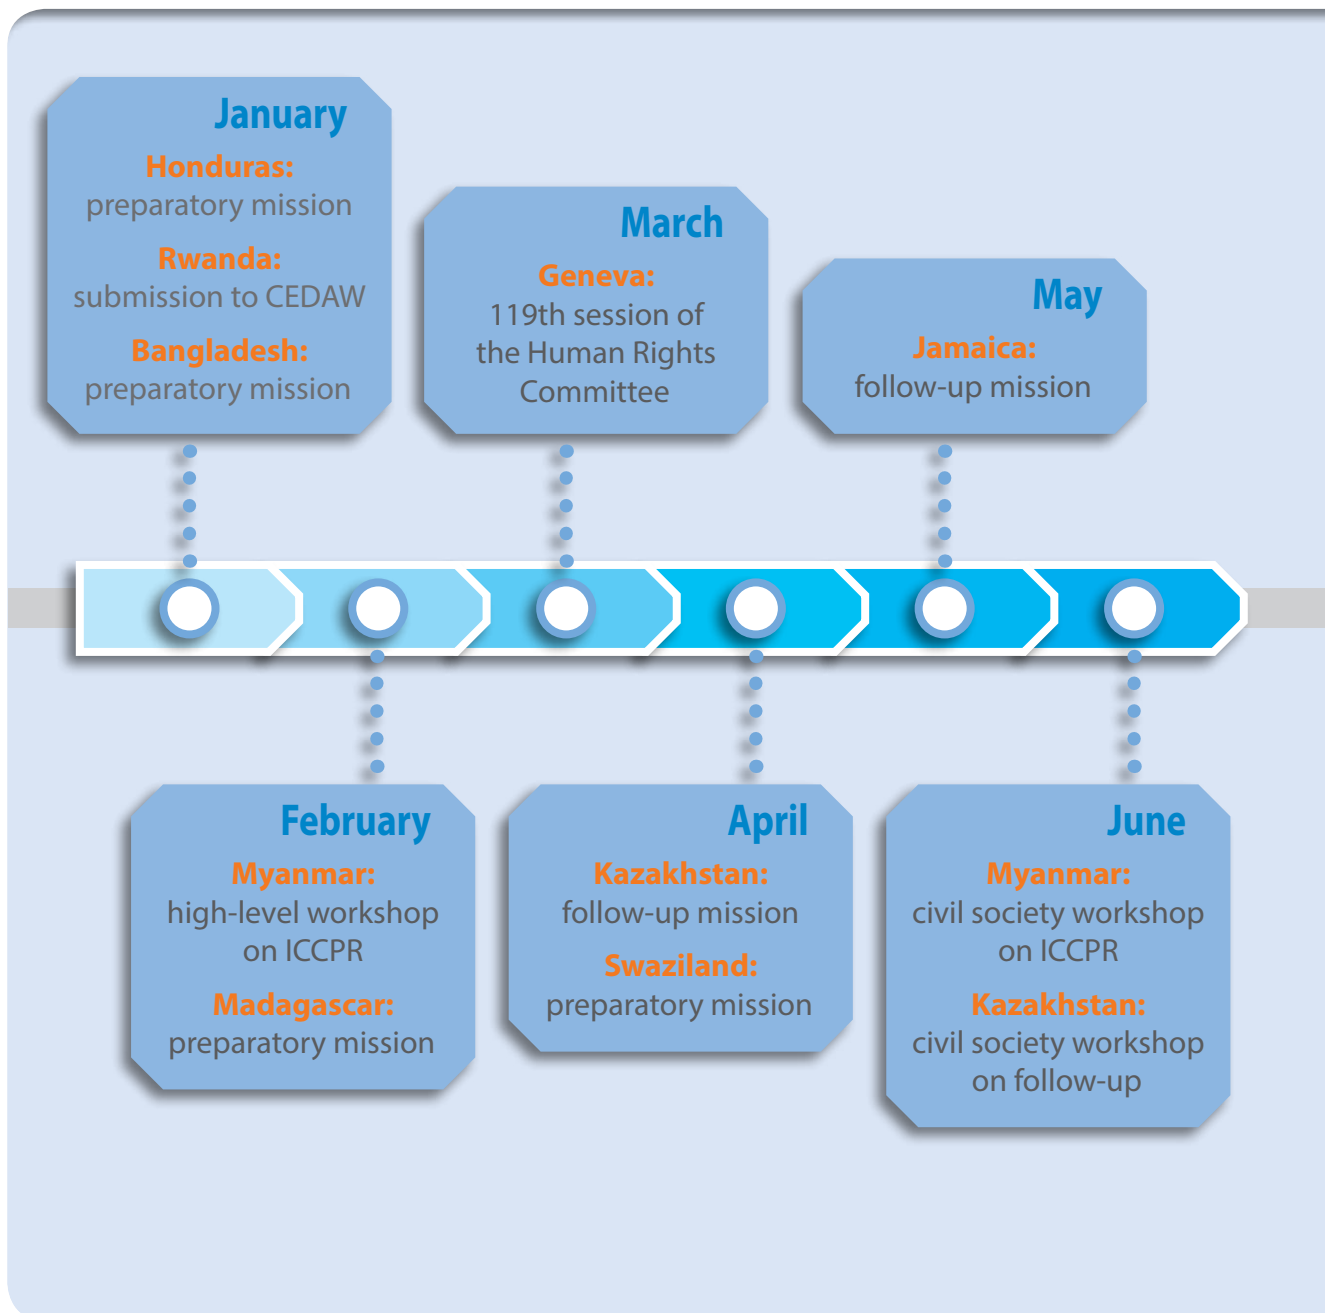 January
Honduras:
preparatory mission
Rwanda:
submission to CEDAW
Bangladesh:
preparatory mission
February
Myanmar:
high-level workshop
on ICCPR
Madagascar:
preparatory mission
March
Geneva:
119th session of
the Human Rights
Committee
April
Kazakhstan:
follow-up mission
Swaziland:
preparatory mission
May
Jamaica:
follow-up mission
June
Myanmar:
civil society workshop
on ICCPR
Kazakhstan:
civil society workshop
on follow-up